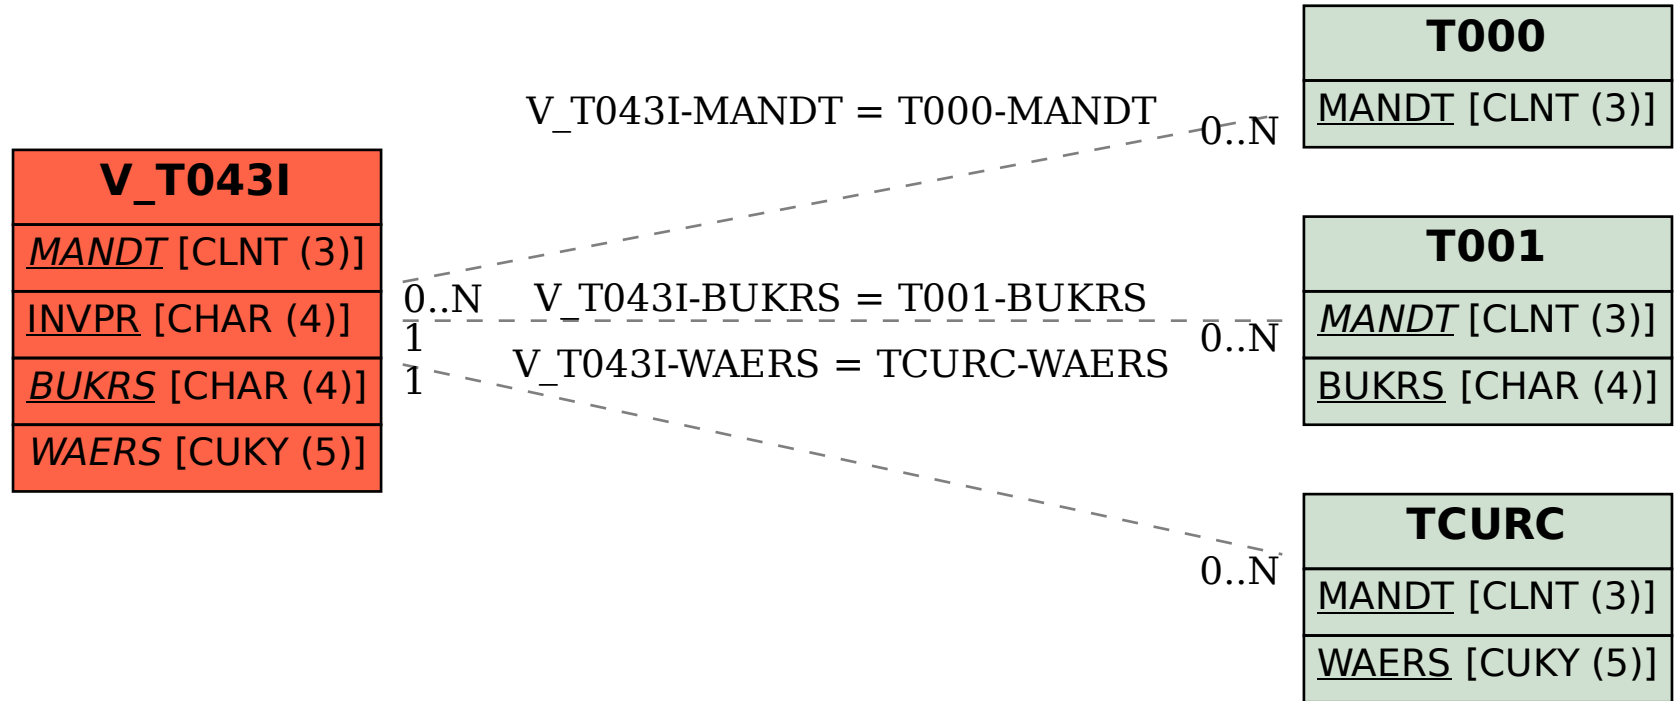 V_T043I
MANDT [CLNT (3)]
INVPR [CHAR (4)]
BUKRS [CHAR (4)]
WAERS [CUKY (5)]
V_T043I-MANDT = T000-MANDT
0..N
0..N
V_T043I-BUKRS = T001-BUKRS
1
0..N
V_T043I-WAERS = TCURC-WAERS
1
0..N
T000
MANDT [CLNT (3)]
T001
MANDT [CLNT (3)]
BUKRS [CHAR (4)]
TCURC
MANDT [CLNT (3)]
WAERS [CUKY (5)]